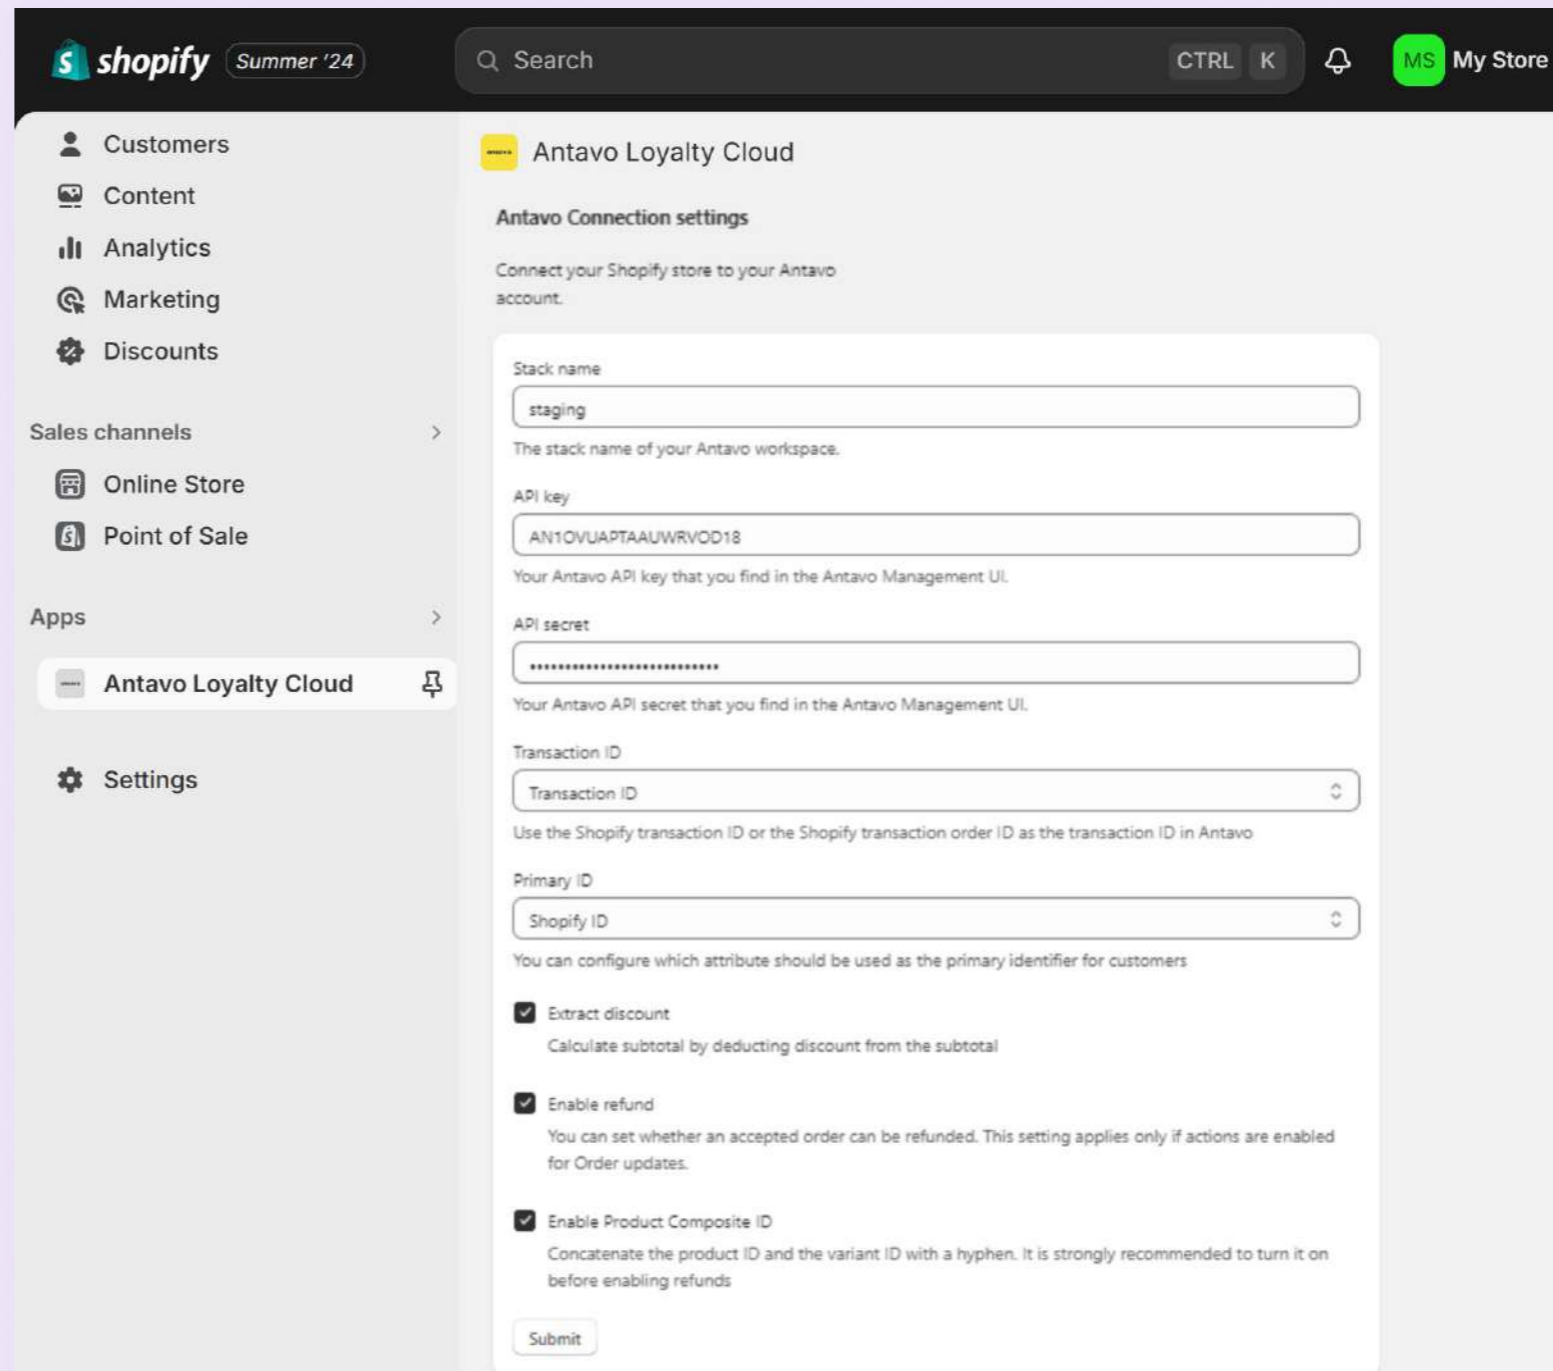 shopify Summer '24
Search CTRL K
MS My Store
Customers
Content
Analytics
Marketing
Discounts
Sales channels
Online Store
Point of Sale
Apps
Antavo Loyalty Cloud
Settings
Antavo Loyalty Cloud
Antavo Connection settings
Connect your Shopify store to your Antavo
account.
Stack name
staging
The stack name of your Antavo workspace.
API key
AN1OVUAPTAAUWRVOD18
Your Antavo API key that you find in the Antavo Management UI.
API secret
•••••••••••••••••••••••••••
Your Antavo API secret that you find in the Antavo Management UI.
Transaction ID
Transaction ID
Use the Shopify transaction ID or the Shopify transaction order ID as the transaction ID in Antavo
Primary ID
Shopify ID
You can configure which attribute should be used as the primary identifier for customers
Extract discount
Calculate subtotal by deducting discount from the subtotal
Enable refund
You can set whether an accepted order can be refunded. This setting applies only if actions are enabled
for Order updates.
Enable Product Composite ID
Concatenate the product ID and the variant ID with a hyphen. It is strongly recommended to turn it on
before enabling refunds
Submit